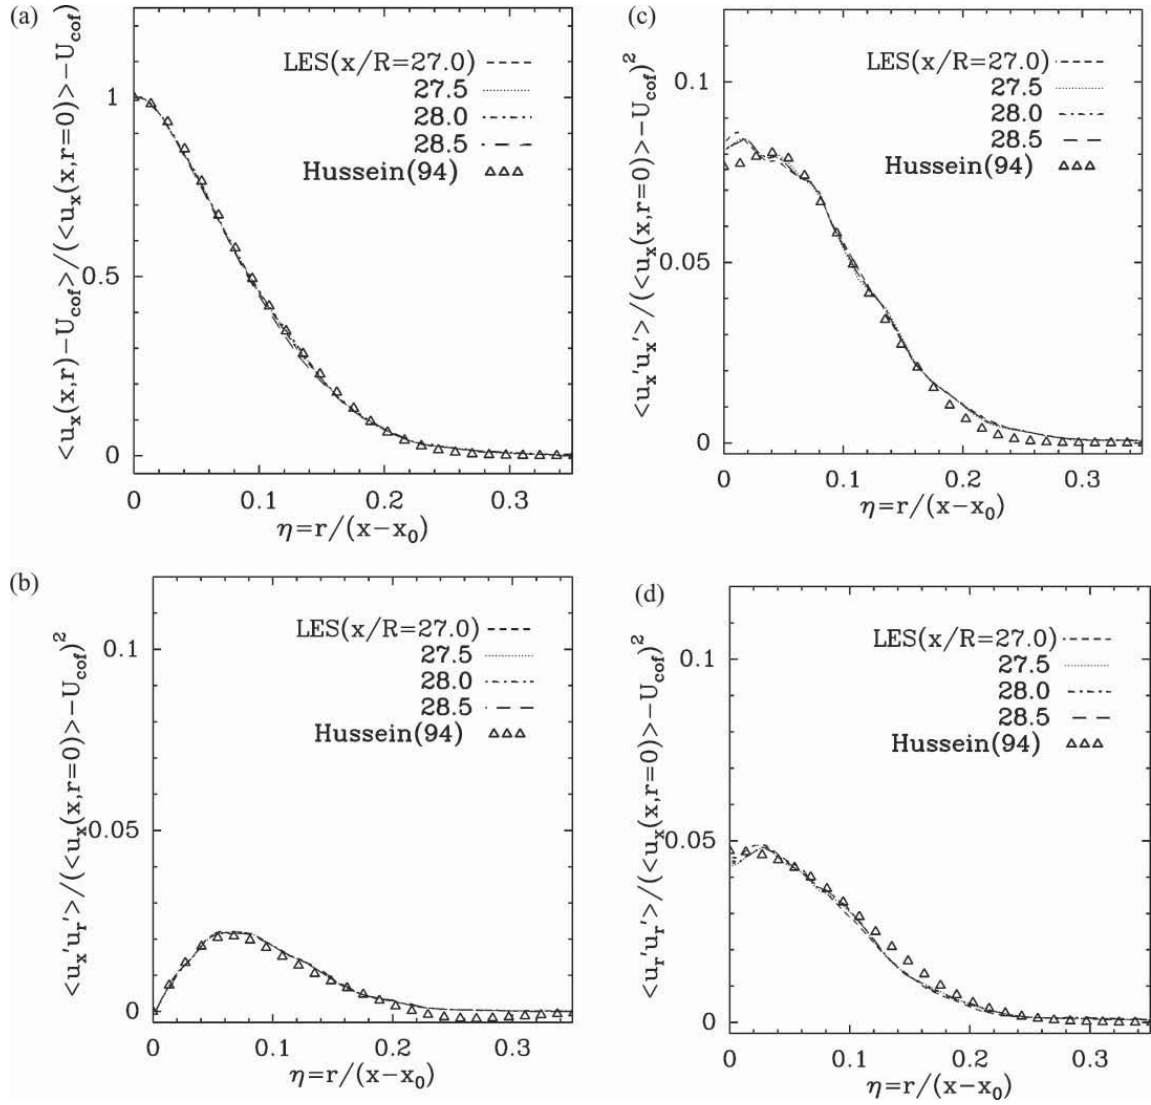 (a)
<u_x(x,r)-U_cof>/(<u_x(x,r=0)>-U_cof)
LES(x/R=27.0)
27.5
28.0
28.5
Hussein(94)
1
0.5
0
0 0.1 0.2 0.3
η=r/(x-x_0)
(c)
<u_x'u_x'>/(<u_x(x,r=0)>-U_cof)^2
LES(x/R=27.0)
27.5
28.0
28.5
Hussein(94)
0.1
0.05
0
0 0.1 0.2 0.3
η=r/(x-x_0)
(b)
<u_x'u_r'>/(<u_x(x,r=0)>-U_cof)^2
LES(x/R=27.0)
27.5
28.0
28.5
Hussein(94)
0.1
0.05
0
0 0.1 0.2 0.3
η=r/(x-x_0)
(d)
<u_r'u_r'>/(<u_x(x,r=0)>-U_cof)^2
LES(x/R=27.0)
27.5
28.0
28.5
Hussein(94)
0.1
0.05
0
0 0.1 0.2 0.3
η=r/(x-x_0)